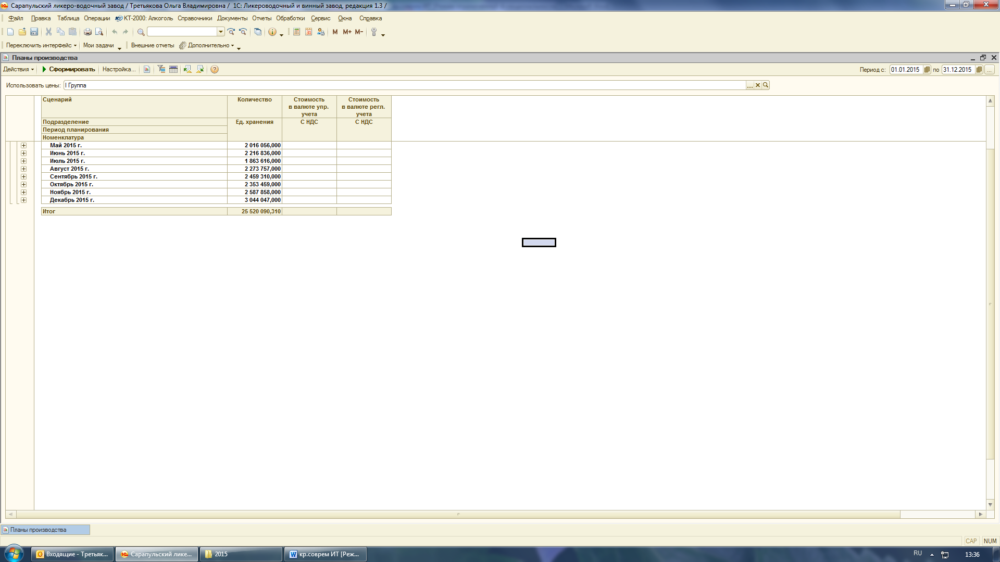 Сарапульский ликеро-водочный завод / Третьякова Ольга Владимировна / 1С: Ликероводочный и винный завод, редакция 1.3 /
Файл Правка Таблица Операции КТ-2000: Алкоголь Справочники Документы Отчеты Обработки Сервис Окна Справка
M M+ M-
Переключить интерфейс Мои задачи Внешние отчеты Дополнительно
Планы производства
Действия Сформировать Настройка... Период с: 01.01.2015 по 31.12.2015 ...
Использовать цены: I Группа ...
Сценарий Количество Стоимость в валюте упр. учета Стоимость в валюте регл. учета
Подразделение Ед. хранения С НДС С НДС
Период планирования
Номенклатура
Май 2015 г. 2 016 056,000
Июнь 2015 г. 2 216 836,000
Июль 2015 г. 1 863 616,000
Август 2015 г. 2 273 757,000
Сентябрь 2015 г. 2 459 310,000
Октябрь 2015 г. 2 353 459,000
Ноябрь 2015 г. 2 587 858,000
Декабрь 2015 г. 3 044 047,000
Итог 25 520 090,310
Планы производства
CAP NUM
Входящие - Третьяк... Сарапульский лике... 2015 кр.соврем ИТ [Реж... RU 13:36